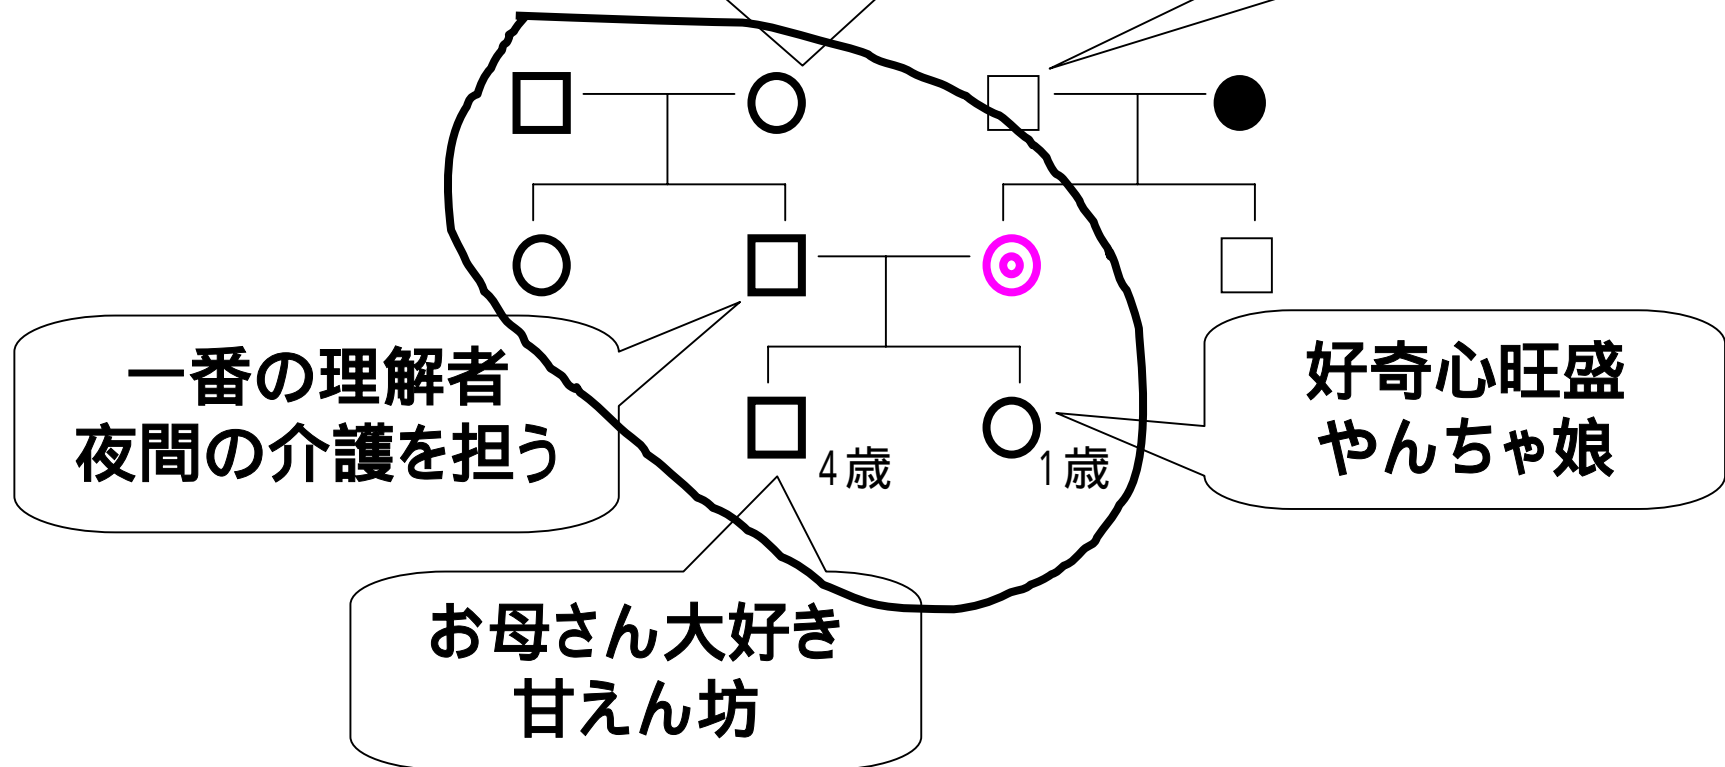 一番の理解者
夜間の介護を担う
好奇心旺盛
やんちゃ娘
4歳
1歳
お母さん大好き
甘えん坊